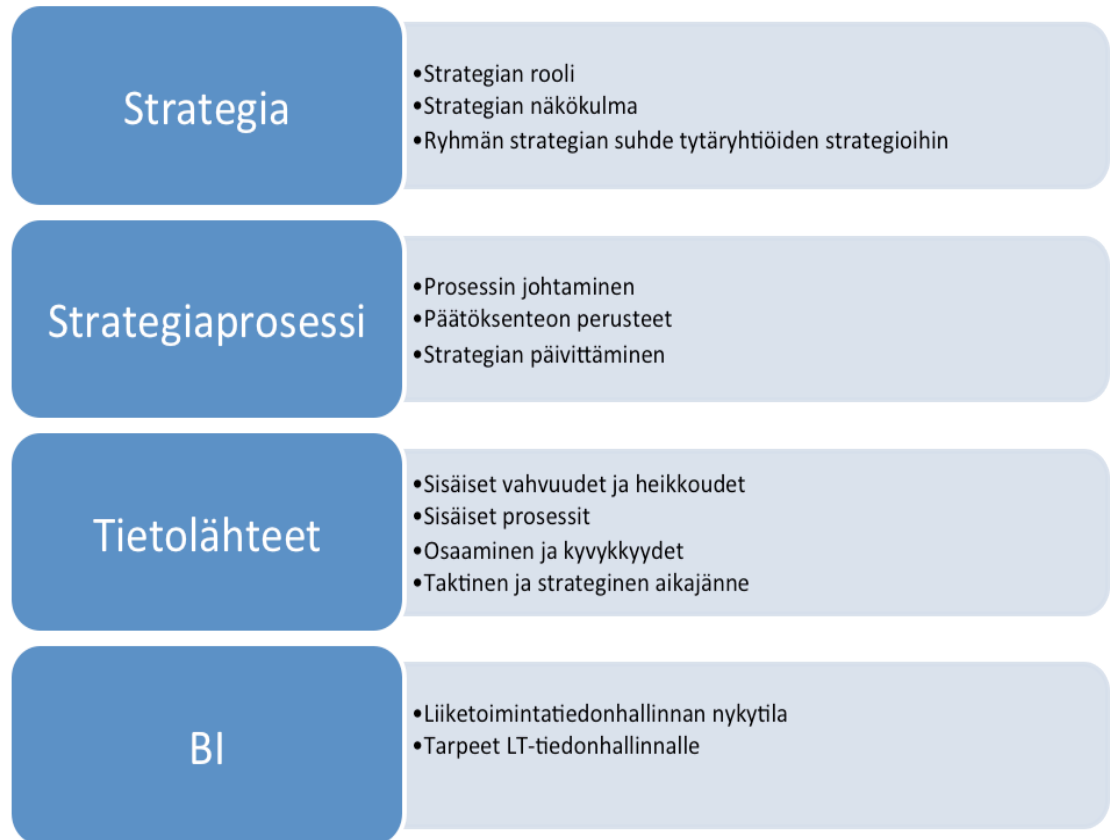 Strategia
•Strategian rooli
•Strategian näkökulma
•Ryhmän strategian suhde tytäryhtiöiden strategioihin
Strategiaprosessi
•Prosessin johtaminen
•Päätöksenteon perusteet
•Strategian päivittäminen
Tietolähteet
•Sisäiset vahvuudet ja heikkoudet
•Sisäiset prosessit
•Osaaminen ja kyvykkyydet
•Taktinen ja strateginen aikajänne
BI
•Liiketoimintatiedonhallinnan nykytila
•Tarpeet LT-tiedonhallinnalle